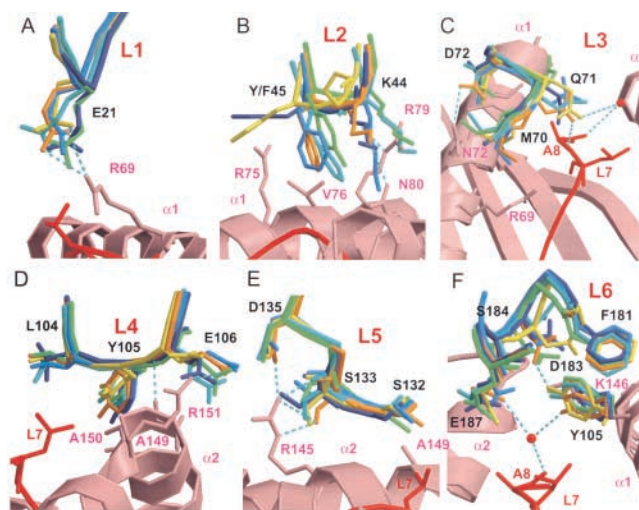 A
L1
E21
R69
α1
B
L2
Y/F45
K44
R79
R75
V76
N80
α1
C
α1
L3
D72
Q71
M70
N72
A8
L7
R69
D
L4
L104
Y105
E106
R151
L7
A150
A149
α2
E
L5
D135
S133
S132
R145
α2
A149
L7
F
L6
S184
F181
D183
K146
E187
Y105
α2
A8
L7
α1